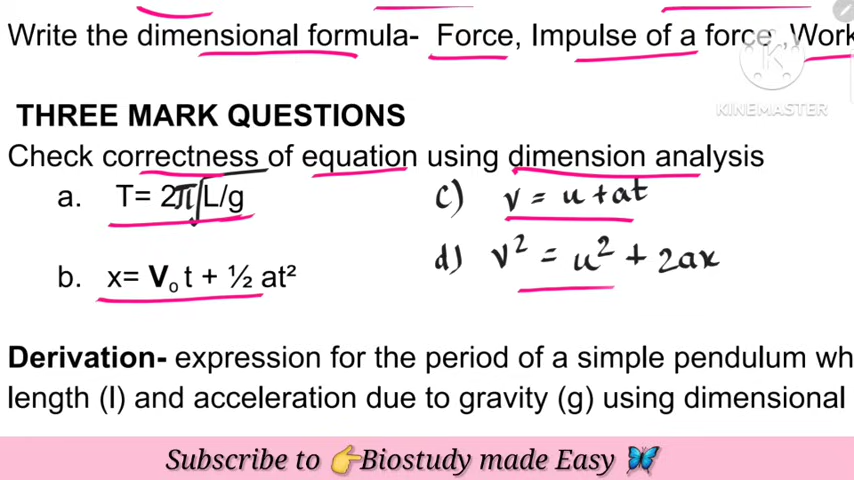 Write the dimensional formula- Force, Impulse of a force, Work
KINEMASTER
THREE MARK QUESTIONS
Check correctness of equation using dimension analysis
a. T= 2π√L/g
c) v = u + at
b. x= V₀ t + ½ at²
d) v² = u² + 2ax
Derivation- expression for the period of a simple pendulum wh
length (l) and acceleration due to gravity (g) using dimensional
Subscribe to 👉Biostudy made Easy 🦋